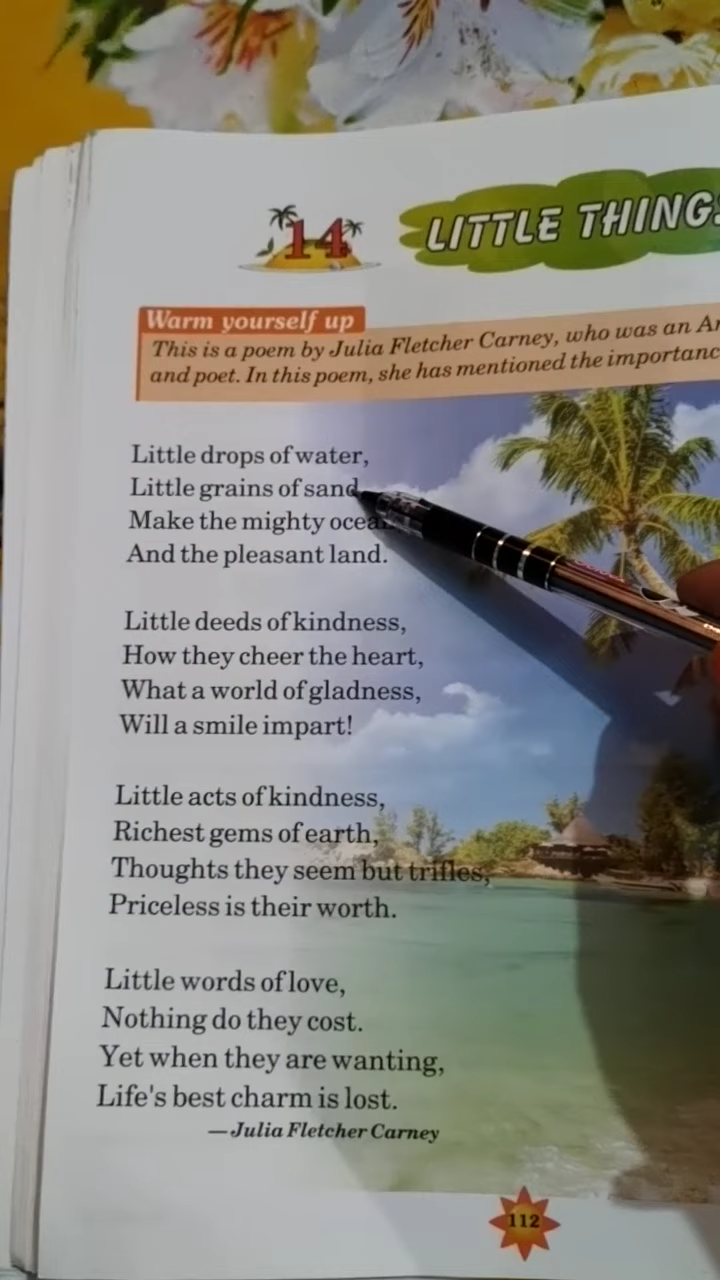 14
LITTLE THINGS
Warm yourself up
This is a poem by Julia Fletcher Carney, who was an
and poet. In this poem, she has mentioned the
Little drops of water,
Little grains of sand
Make the mighty ocean
And the pleasant land.
Little deeds of kindness,
How they cheer the heart,
What a world of gladness,
Will a smile impart!
Little acts of kindness,
Richest gems of earth,
Thoughts they seem but trifles,
Priceless is their worth.
Little words of love,
Nothing do they cost.
Yet when they are wanting,
Life's best charm is lost.
—Julia Fletcher Carney
112